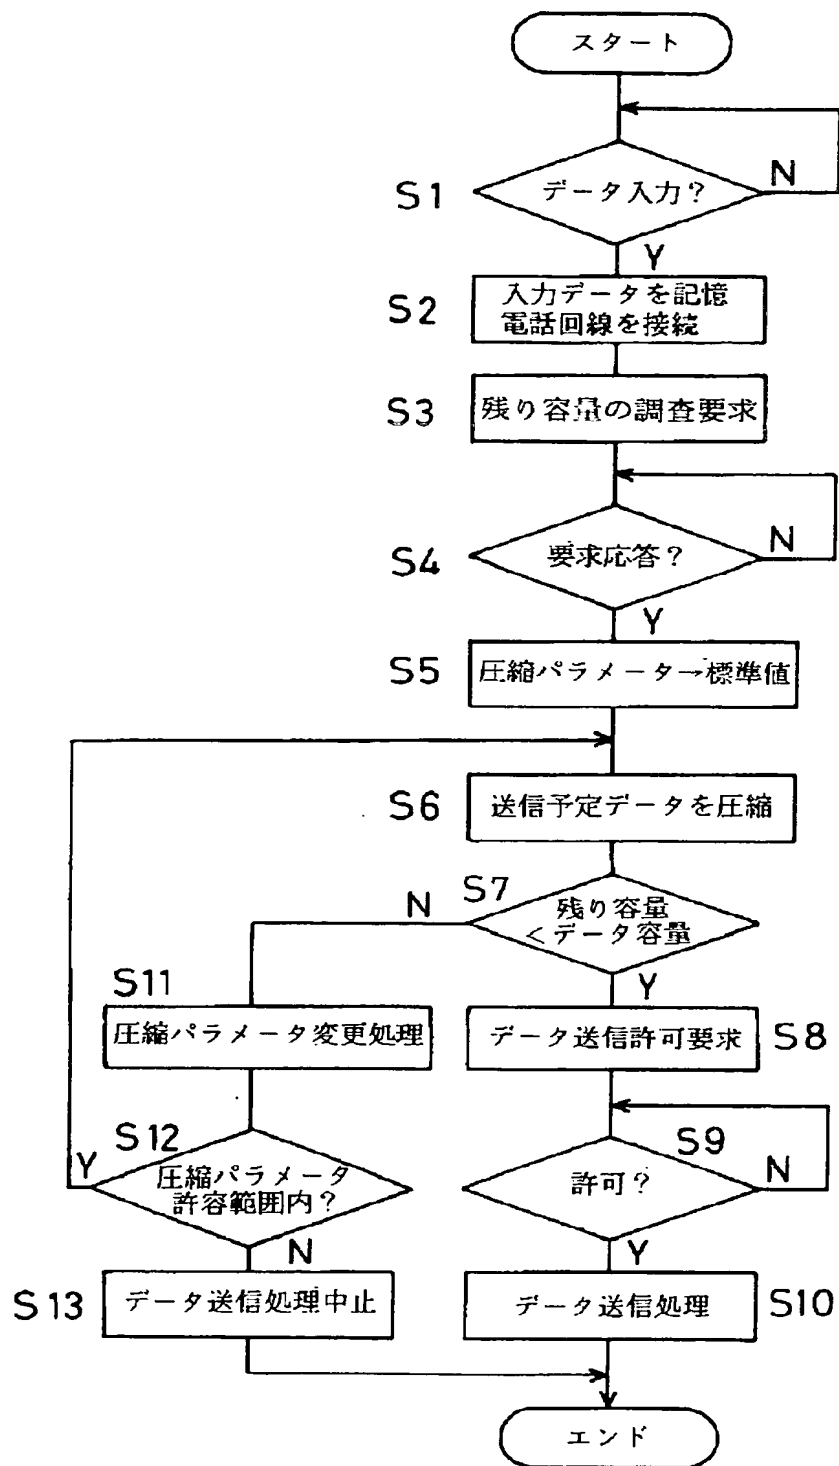 スタート
S1
データ入力？
N
Y
S2
入力データを記憶
電話回線を接続
S3
残り容量の調査要求
S4
要求応答？
N
Y
S5
圧縮パラメータ→標準値
S6
送信予定データを圧縮
S7
N
残り容量
<データ容量
Y
S11
圧縮パラメータ変更処理
データ送信許可要求
S8
S12
Y
圧縮パラメータ
許容範囲内？
N
S9
許可？
N
Y
S13
データ送信処理中止
データ送信処理
S10
エンド